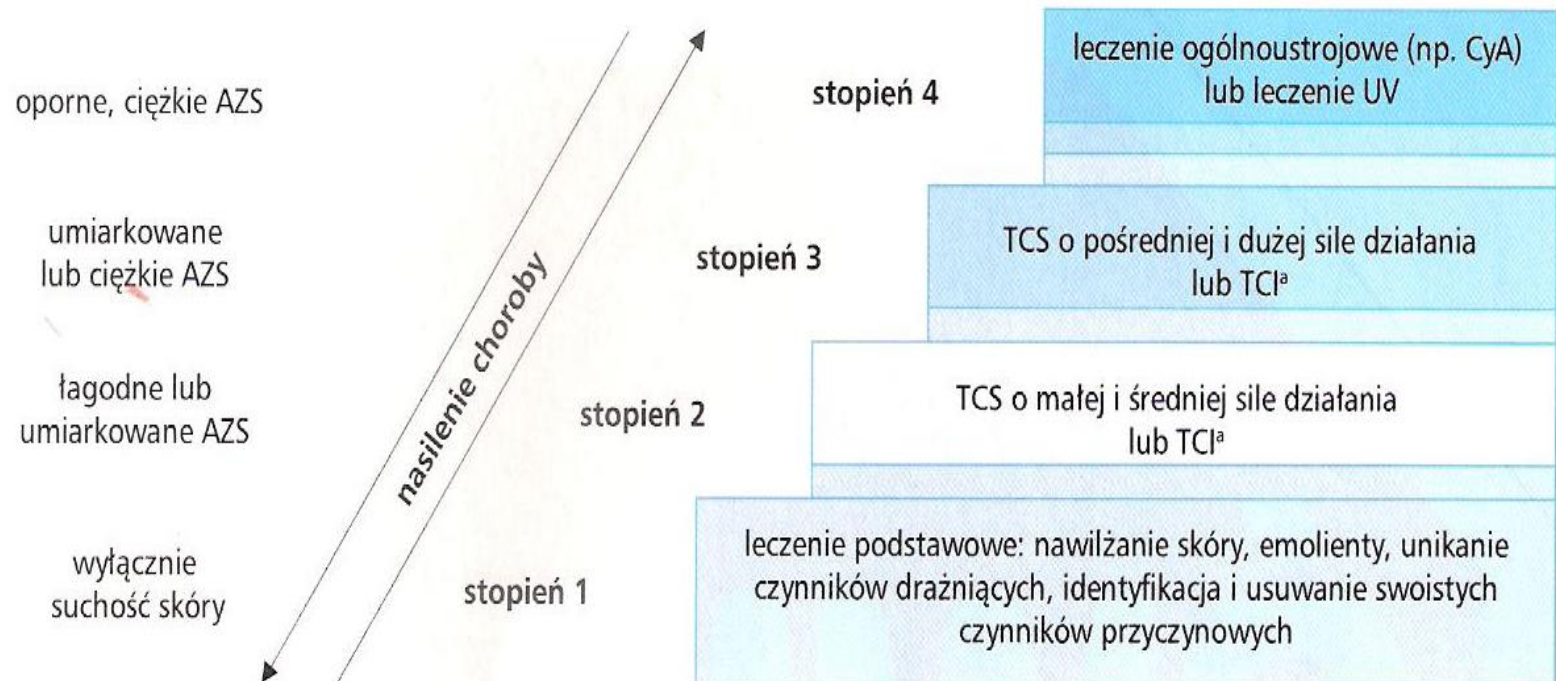 oporne, ciężkie AZS
stopień 4
leczenie ogólnoustrojowe (np. CyA)
lub leczenie UV
umiarkowane
lub ciężkie AZS
stopień 3
TCS o pośredniej i dużej sile działania
lub TCIᵃ
nasilenie choroby
łagodne lub
umiarkowane AZS
stopień 2
TCS o małej i średniej sile działania
lub TCIᵃ
wyłącznie
suchość skóry
stopień 1
leczenie podstawowe: nawilżanie skóry, emolienty, unikanie
czynników drażniących, identyfikacja i usuwanie swoistych
czynników przyczynowych